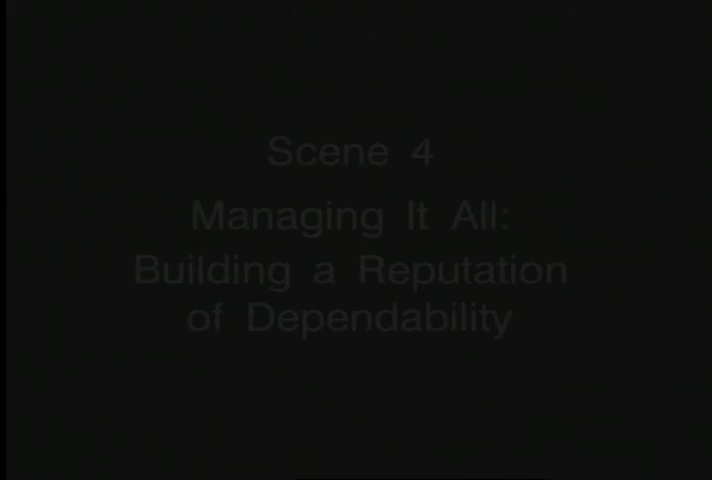 Scene 4
Managing It All:
Building a Reputation
of Dependability